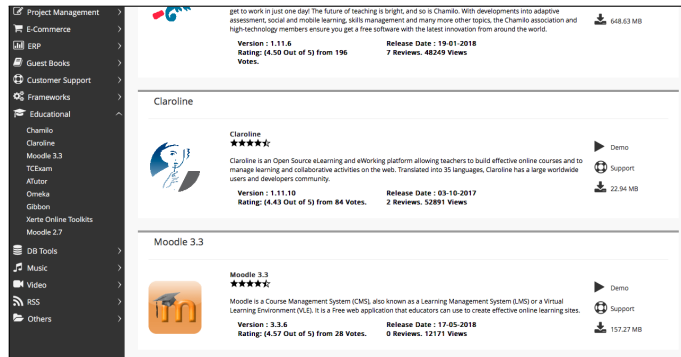 Project Management
E-Commerce
ERP
Guest Books
Customer Support
Frameworks
Educational
Chamilo
Claroline
Moodle 3.3
TCExam
ATutor
Omeka
Gibbon
Xerte Online Toolkits
Moodle 2.7
DB Tools
Music
Video
RSS
Others
get to work in just one day! The future of teaching is bright, and so is Chamilo. With developments into adaptive
assessment, social and mobile learning, skills management and many more other topics, the Chamilo association and
high-technology members ensure you get a free software with the latest innovation from around the world.
Version : 1.11.6 Release Date : 19-01-2018
Rating: (4.50 Out of 5) from 196 7 Reviews. 48249 Views
Votes.
648.63 MB
Claroline
Claroline
Claroline is an Open Source eLearning and eWorking platform allowing teachers to build effective online courses and to
manage learning and collaborative activities on the web. Translated into 35 languages, Claroline has a large worldwide
users and developers community.
Version : 1.11.10 Release Date : 03-10-2017
Rating: (4.43 Out of 5) from 84 Votes. 2 Reviews. 52891 Views
Demo
Support
22.94 MB
Moodle 3.3
Moodle 3.3
Moodle is a Course Management System (CMS), also known as a Learning Management System (LMS) or a Virtual
Learning Environment (VLE). It is a Free web application that educators can use to create effective online learning sites.
Version : 3.3.6 Release Date : 17-05-2018
Rating: (4.57 Out of 5) from 28 Votes. 0 Reviews. 12171 Views
Demo
Support
157.27 MB